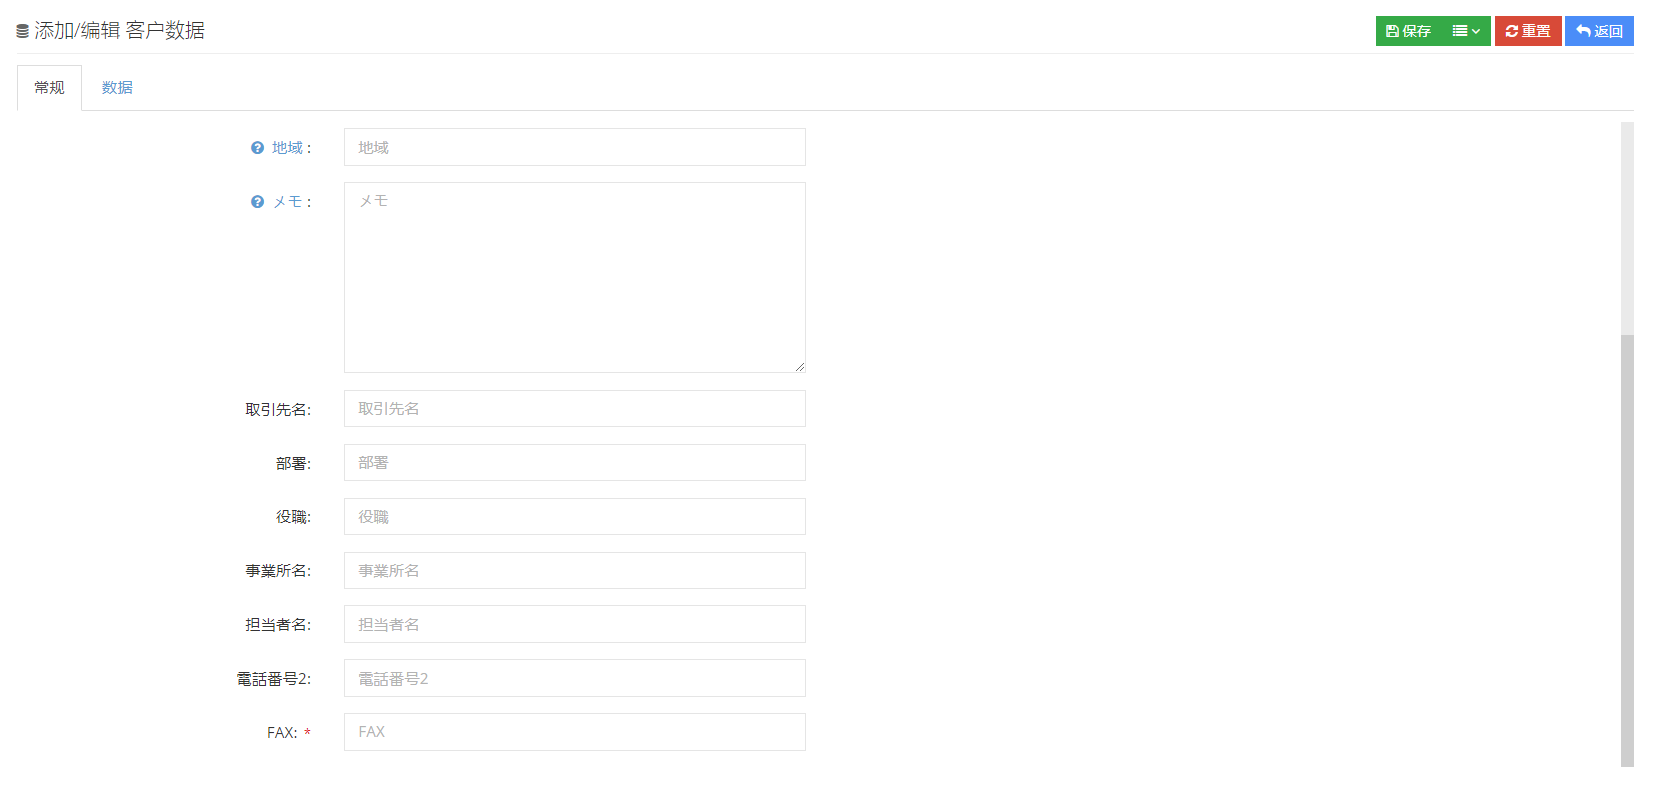 添加/编辑 客户数据
保存
重置
返回
常规
数据
地域 :
地域
メモ :
メモ
取引先名:
取引先名
部署:
部署
役職:
役職
事業所名:
事業所名
担当者名:
担当者名
電話番号2:
電話番号2
FAX: *
FAX